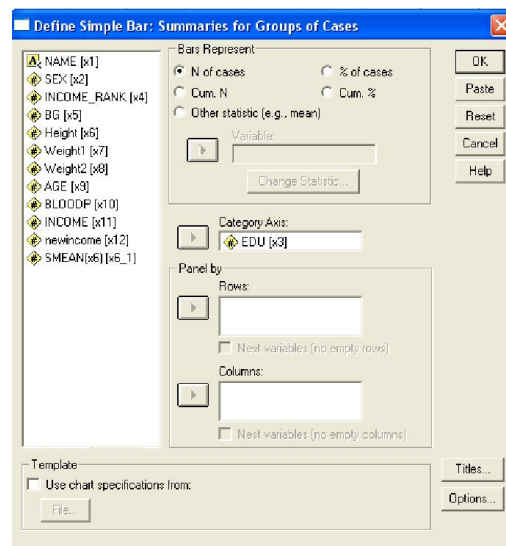 Define Simple Bar: Summaries for Groups of Cases
NAME [x1]
SEX [x2]
INCOME_RANK [x4]
BG [x5]
Height [x6]
Weight1 [x7]
Weight2 [x8]
AGE [x9]
BLOODP [x10]
INCOME [x11]
newincome [x12]
SMEAN(x6) [x6_1]
Bars Represent
N of cases
% of cases
Cum. N
Cum. %
Other statistic (e.g., mean)
Variable:
Change Statistic...
Category Axis:
EDU [x3]
Panel by
Rows:
Nest variables (no empty rows)
Columns:
Nest variables (no empty columns)
OK
Paste
Reset
Cancel
Help
Template
Use chart specifications from:
File...
Titles...
Options...